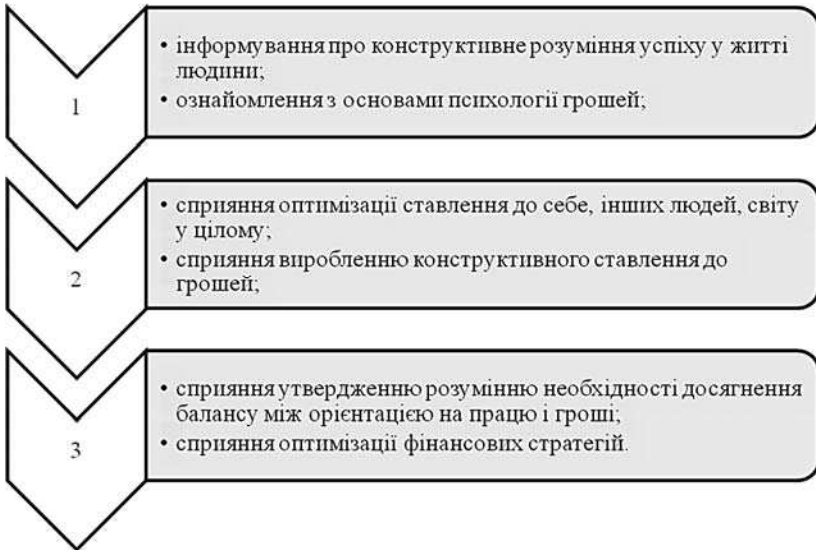 1
• інформування про конструктивне розуміння успіху у житті
людини;
• ознайомлення з основами психології грошей;
2
• сприяння оптимізації ставлення до себе, інших людей, світу
у цілому;
• сприяння виробленню конструктивного ставлення до
грошей;
3
• сприяння утвердженню розумінню необхідності досягнення
балансу між орієнтацією на працю і гроші;
• сприяння оптимізації фінансових стратегій.